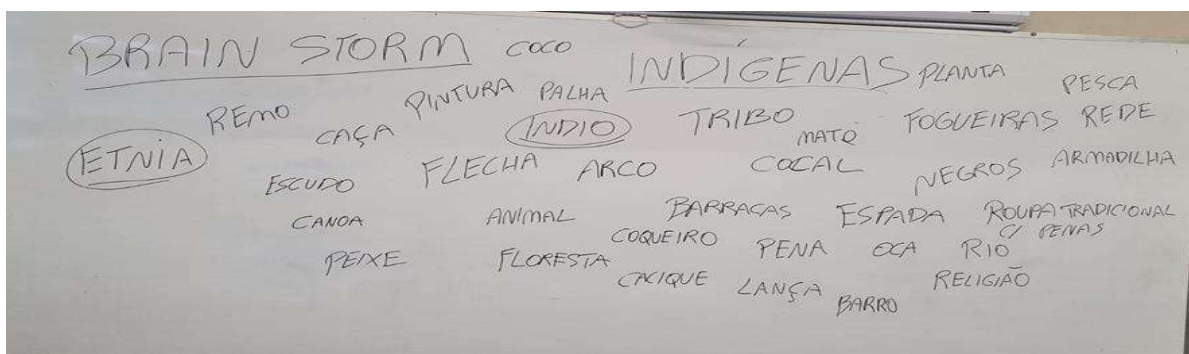 BRAIN STORM COCO INDÍGENAS PLANTA PESCA
REMO PINTURA PALHA
CAÇA ÍNDIO TRIBO MATO FOGUEIRAS REDE
ETNIA
ESCUDO FLECHA ARCO COCAL NEGROS ARMADILHA
CANOA ANIMAL BARRACAS ESPADA ROUPA TRADICIONAL
C/ PENAS
PEIXE FLORESTA COQUEIRO PENA OCA RIO
CACIQUE LANÇA BARRO RELIGIÃO